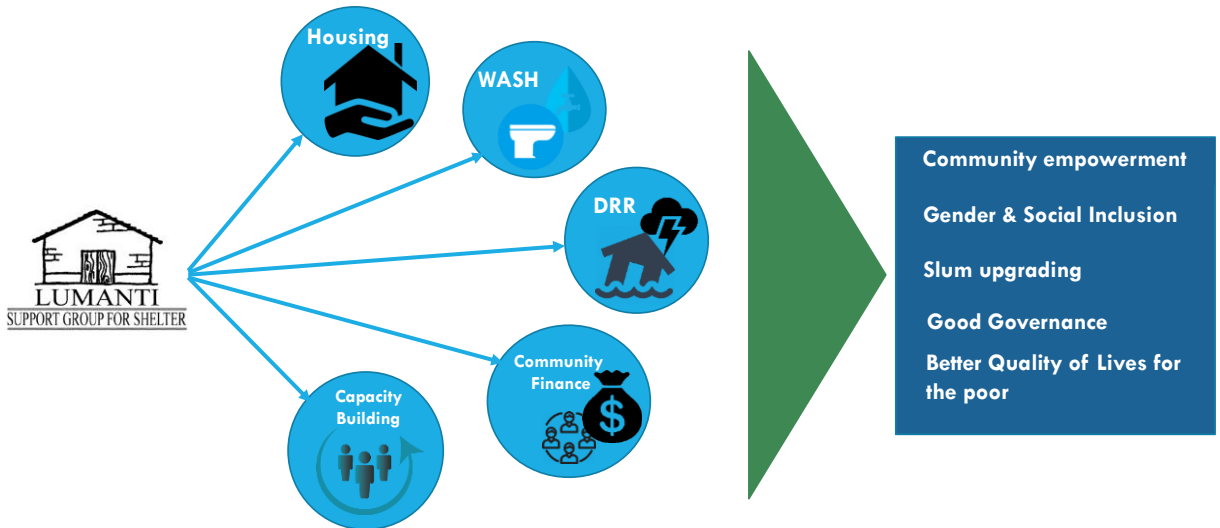 LUMANTI
SUPPORT GROUP FOR SHELTER
Housing
WASH
DRR
Community
Finance
$
Capacity
Building
Community empowerment
Gender & Social Inclusion
Slum upgrading
Good Governance
Better Quality of Lives for
the poor